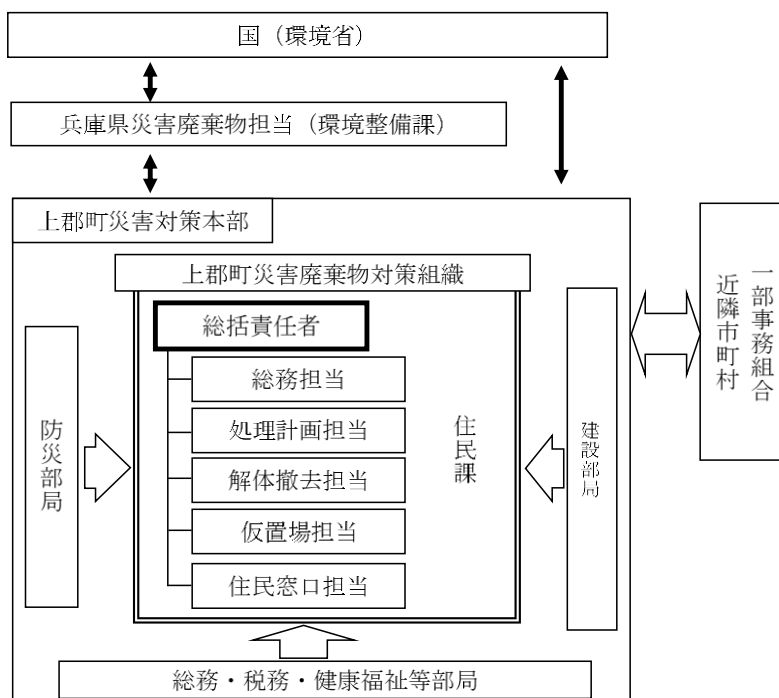 国（環境省）
兵庫県災害廃棄物担当（環境整備課）
上郡町災害対策本部
上郡町災害廃棄物対策組織
総括責任者
総務担当
処理計画担当
解体撤去担当
仮置場担当
住民窓口担当
住民課
防災部局
建設部局
一部事務組合
近隣市町村
総務・税務・健康福祉等部局